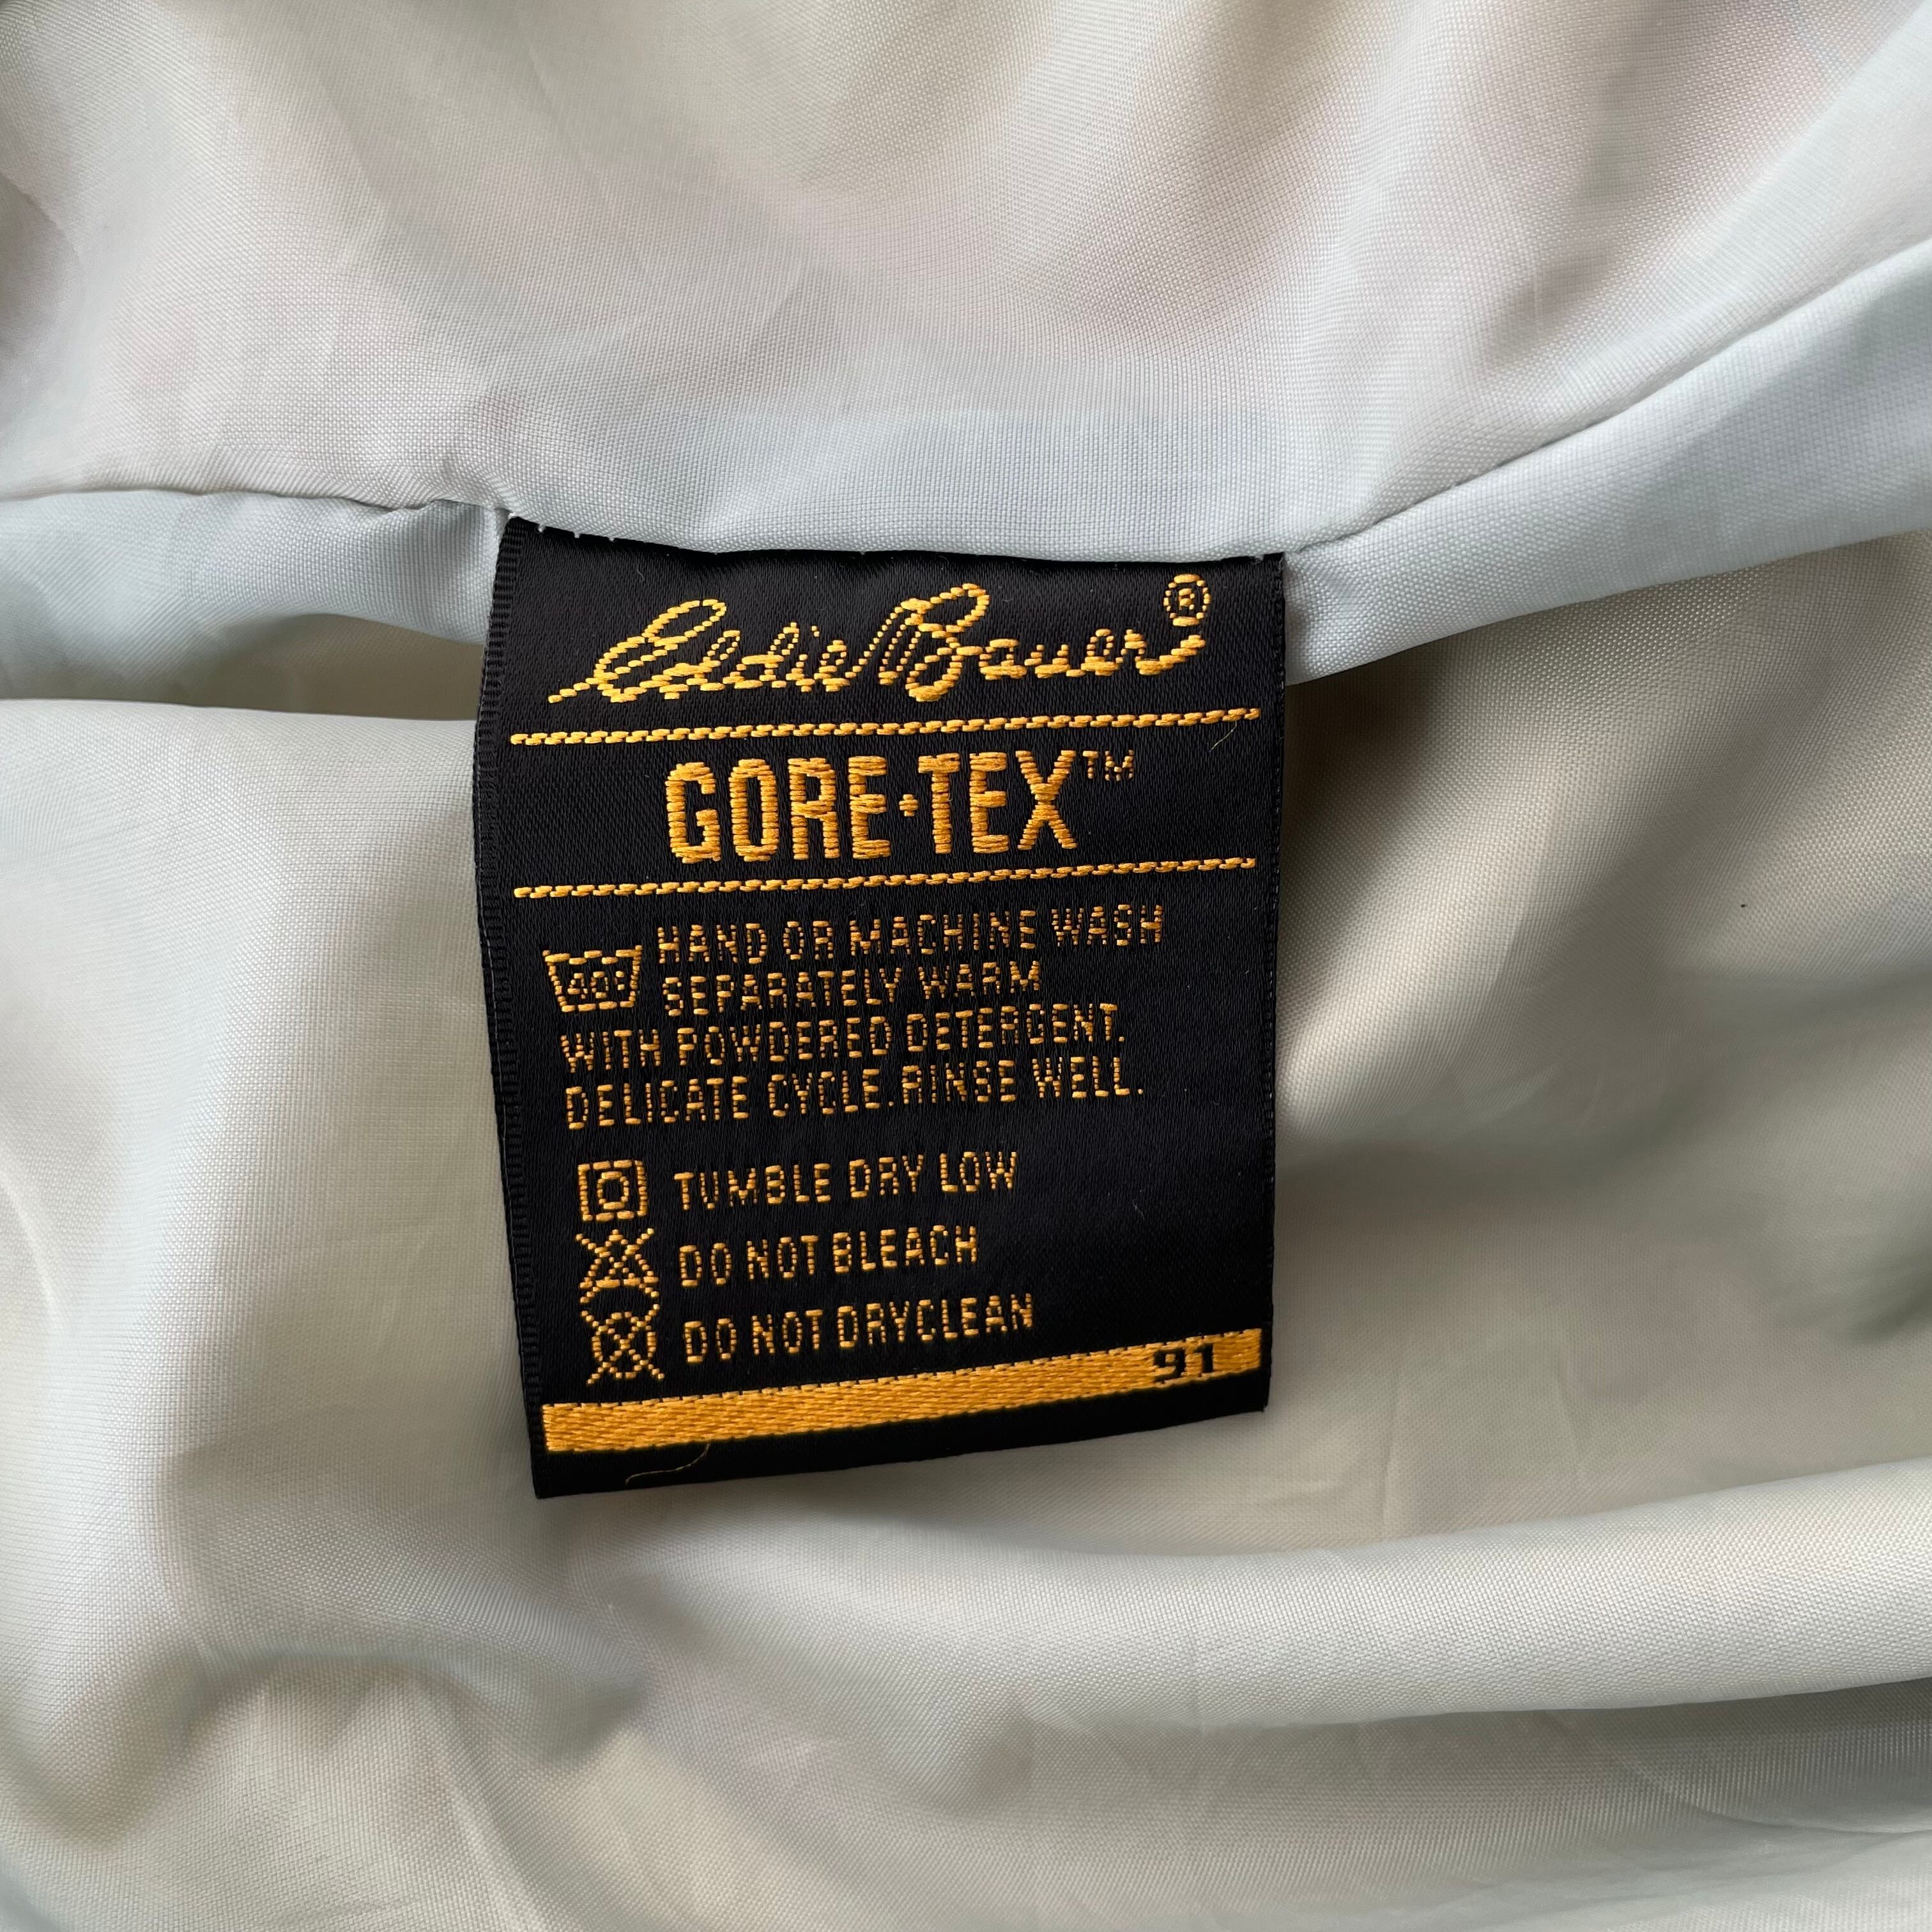 Eddie Bauer®
GORE-TEX™
40° HAND OR MACHINE WASH
SEPARATELY WARM
WITH POWDERED DETERGENT.
DELICATE CYCLE. RINSE WELL.
TUMBLE DRY LOW
DO NOT BLEACH
DO NOT DRYCLEAN
91